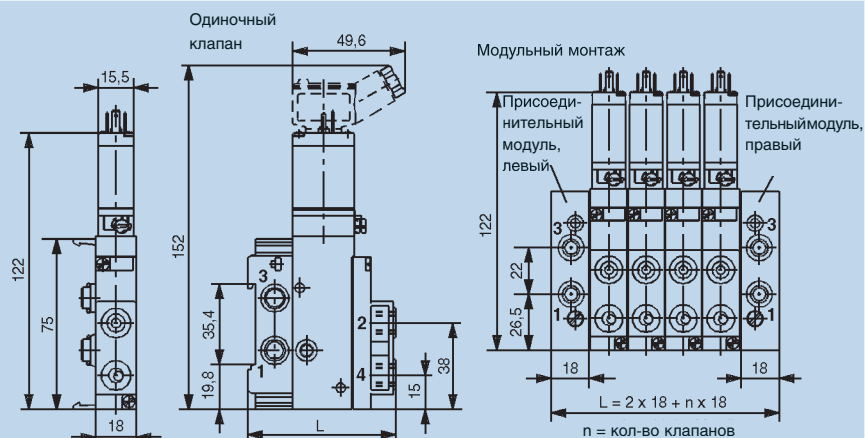 Одиночный
клапан
49,6
Модульный монтаж
15,5
Присоеди-
нительный
модуль,
левый
Присоедини-
тельныймодуль,
правый
122
75
18
152
35,4
19,8
3
1
2
4
38
15
L
122
22
26,5
3
1
3
1
18
18
L = 2 x 18 + n x 18
n = кол-во клапанов